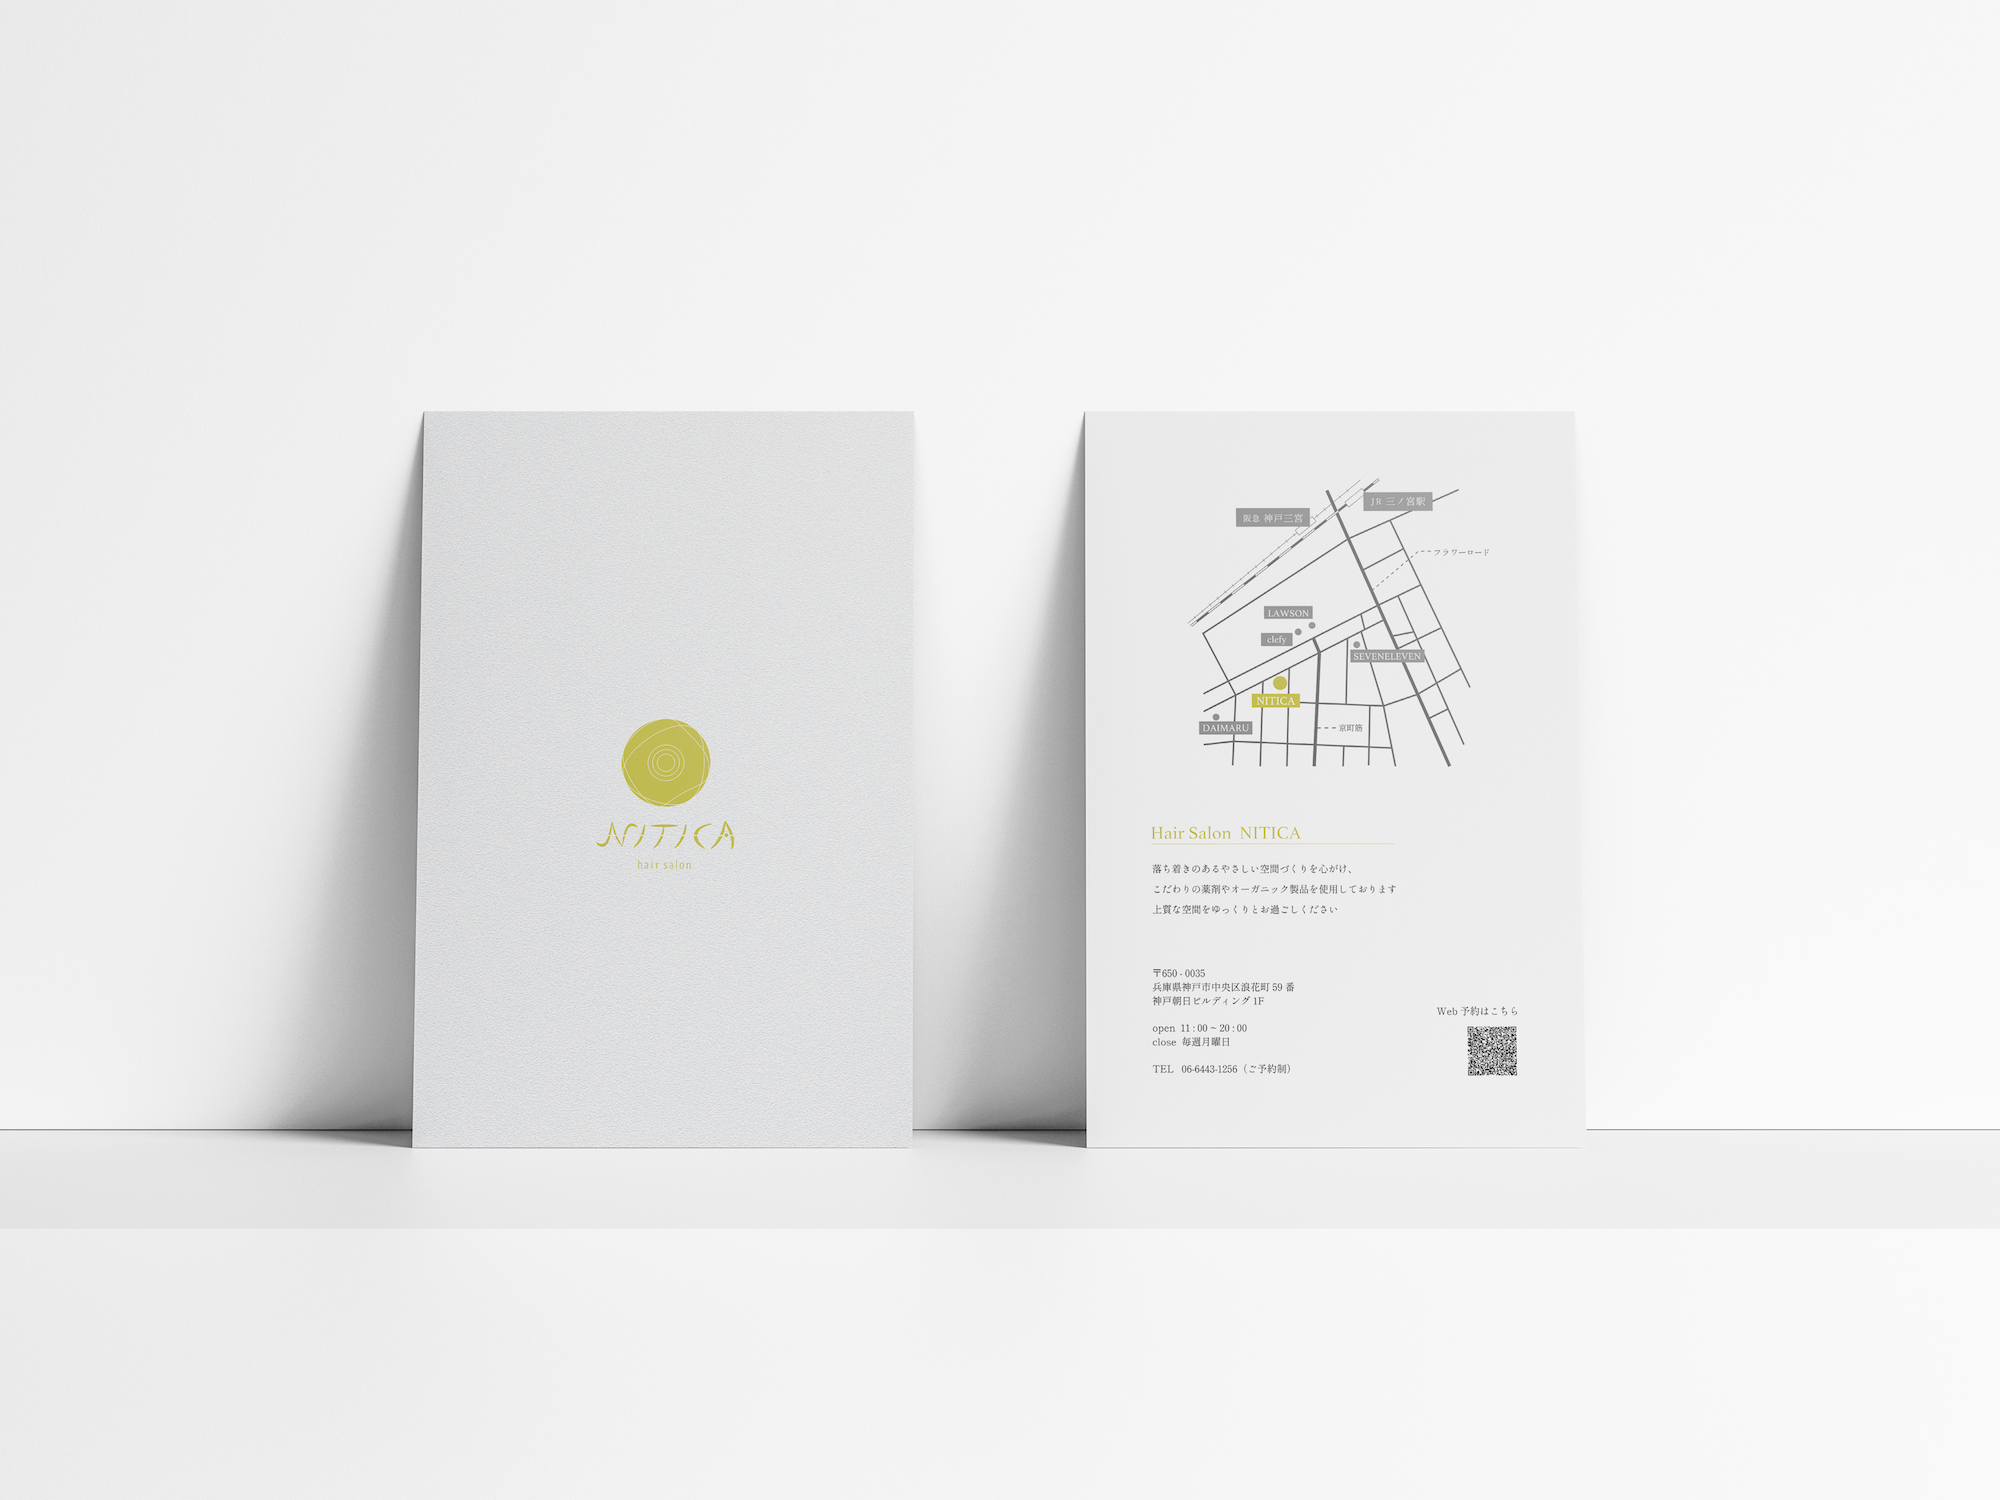 NITICA
hair salon
JR 三ノ宮駅
阪急 神戸三宮
フラワーロード
LAWSON
clefy
SEVENELEVEN
NITICA
DAIMARU
京町筋
Hair Salon NITICA
落ち着きのあるやさしい空間づくりを心がけ、
こだわりの薬剤やオーガニック製品を使用しております
上質な空間をゆっくりとお過ごしください
〒650 - 0035
兵庫県神戸市中央区浪花町 59 番
神戸朝日ビルディング 1F
open 11 : 00 ~ 20 : 00
close 毎週月曜日
TEL 06-6443-1256（ご予約制）
Web 予約はこちら